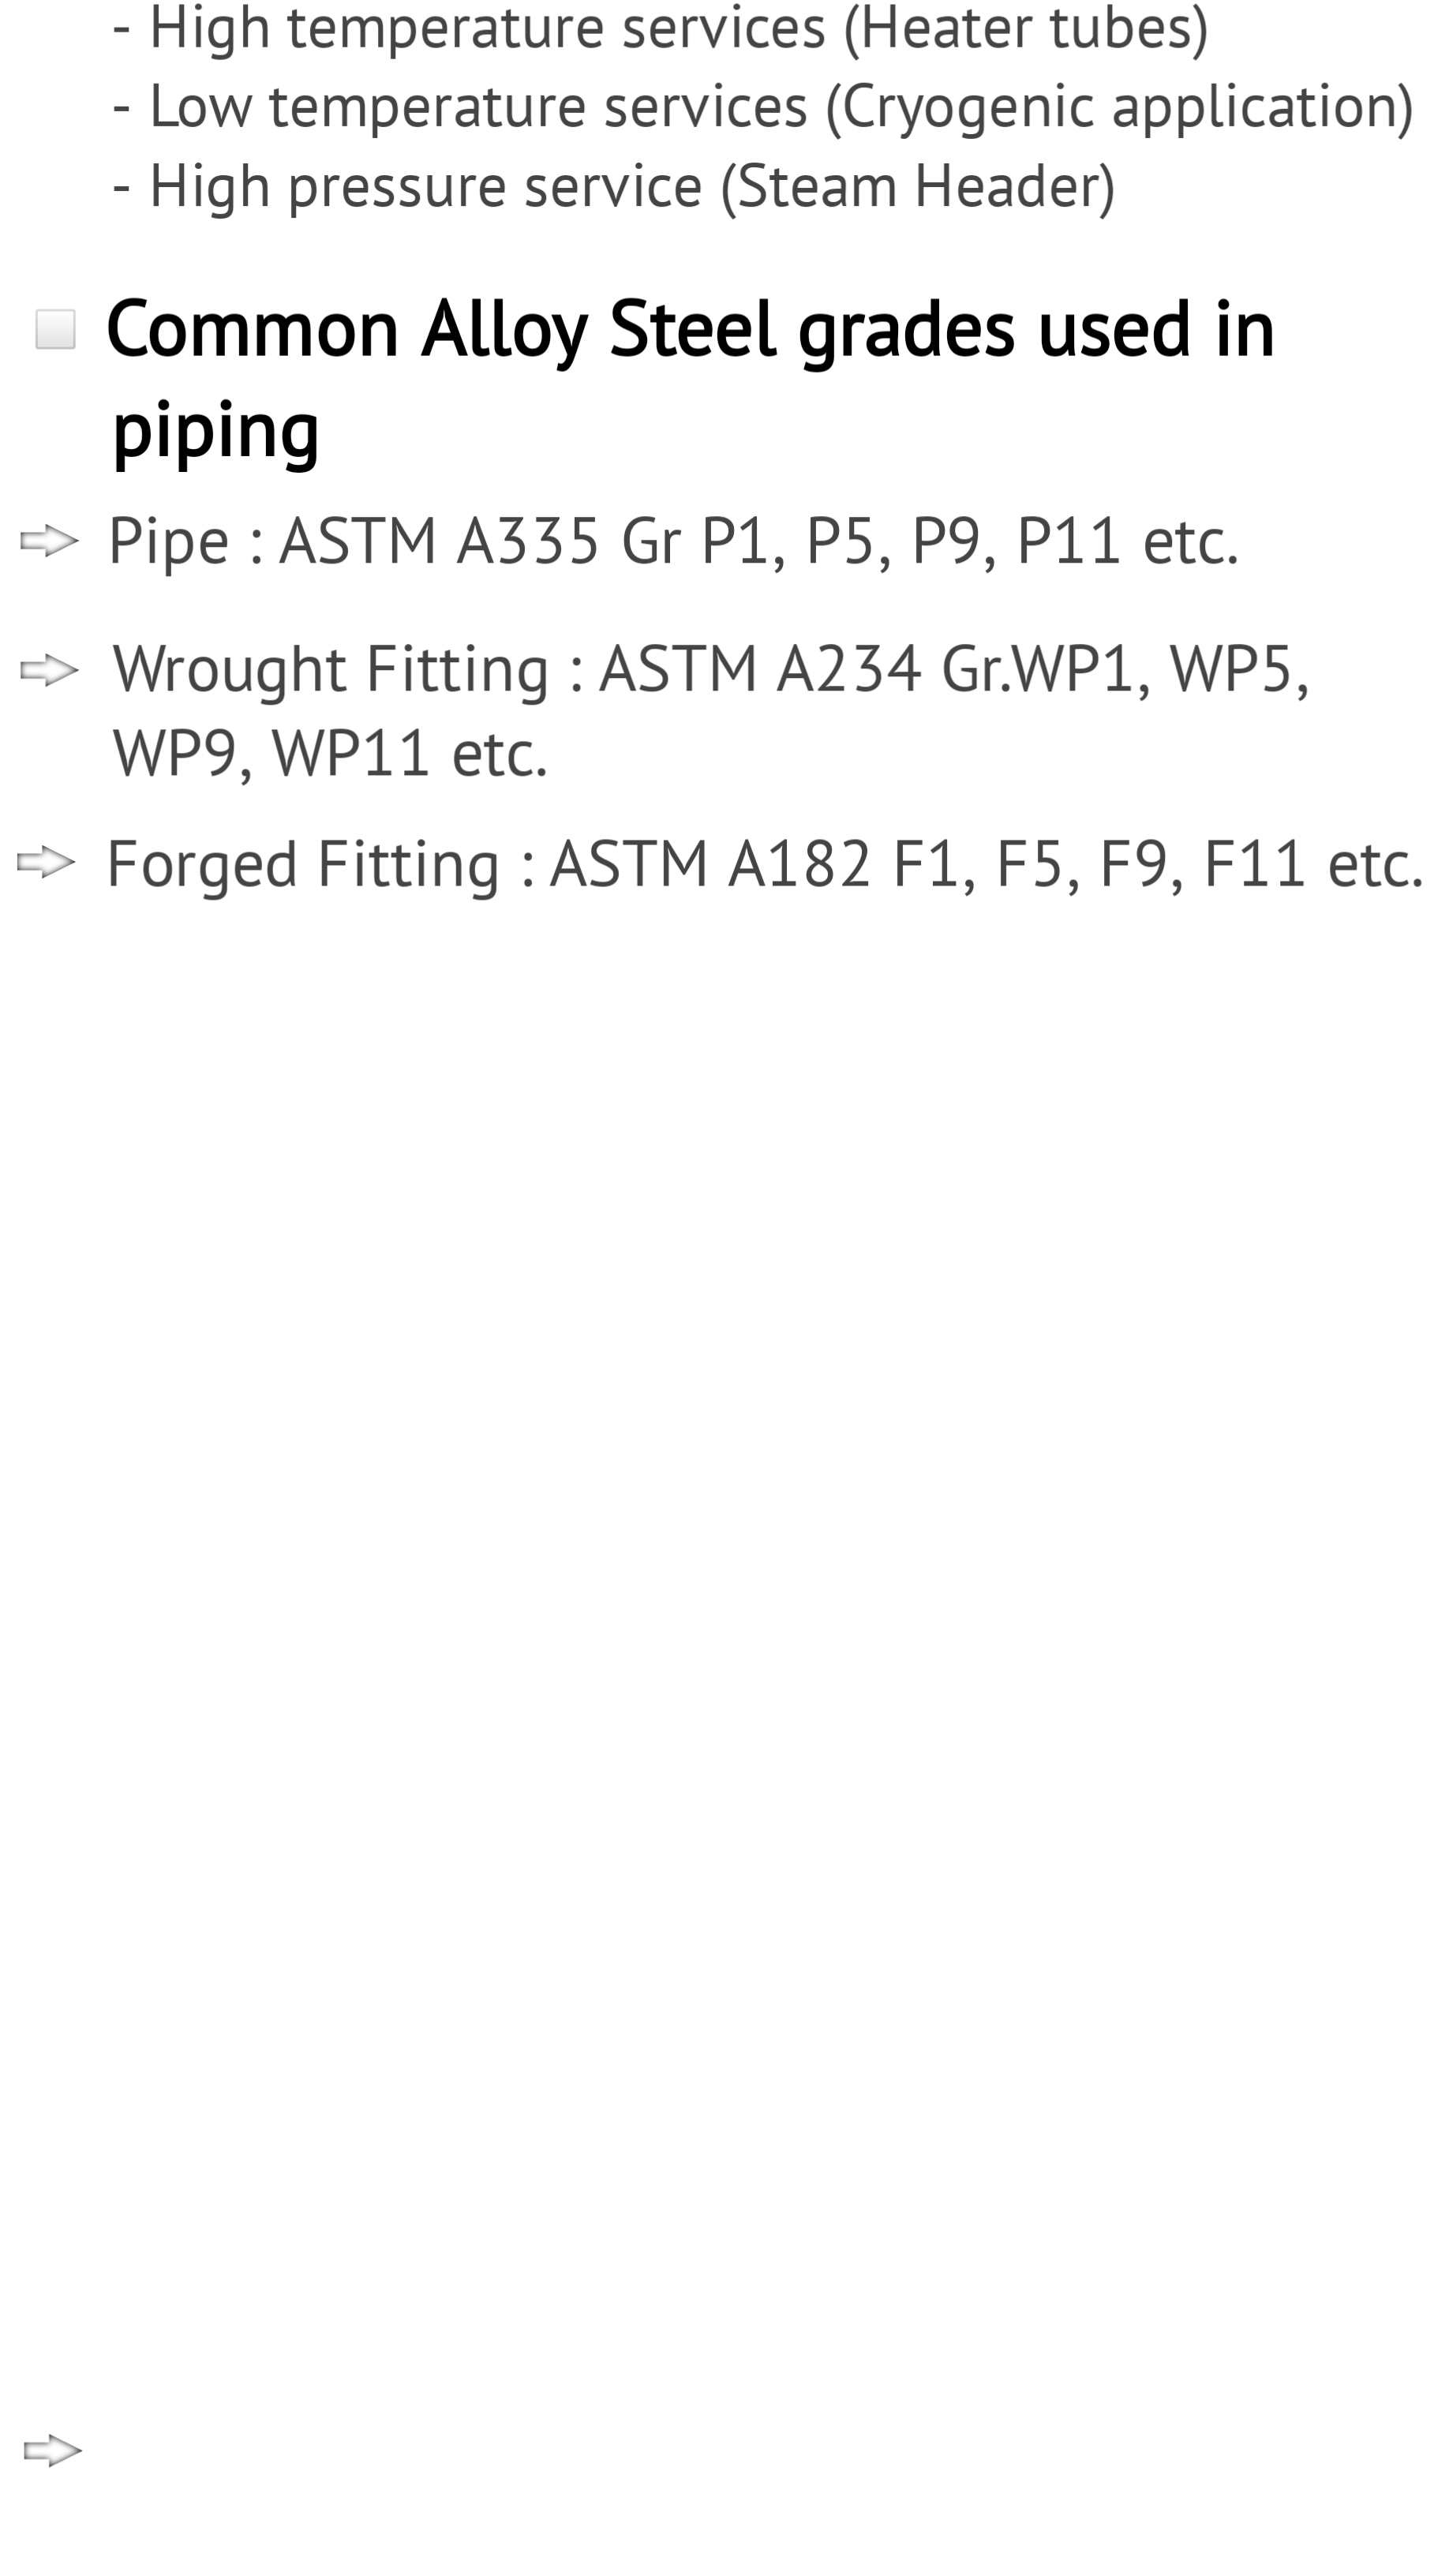 - High temperature services (Heater tubes)
- Low temperature services (Cryogenic application)
- High pressure service (Steam Header)
Common Alloy Steel grades used in
piping
Pipe : ASTM A335 Gr P1, P5, P9, P11 etc.
Wrought Fitting : ASTM A234 Gr.WP1, WP5,
WP9, WP11 etc.
Forged Fitting : ASTM A182 F1, F5, F9, F11 etc.